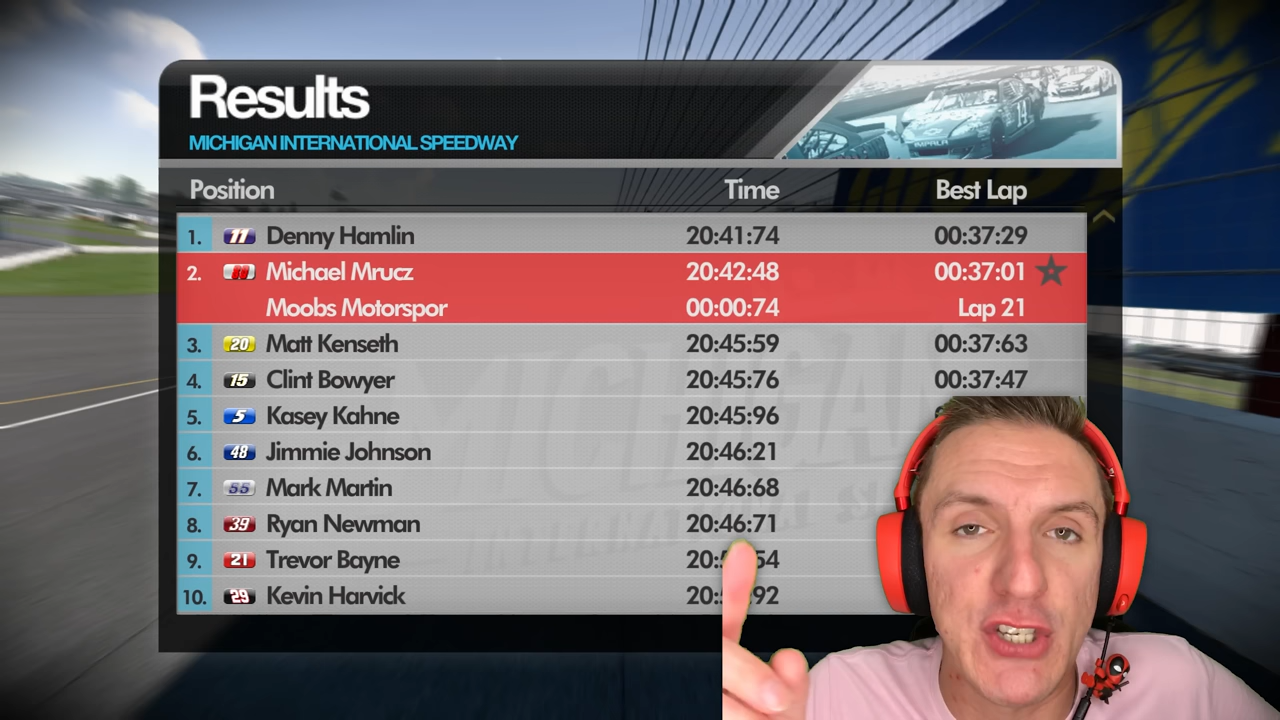 Results
MICHIGAN INTERNATIONAL SPEEDWAY
Position Time Best Lap
1. 11 Denny Hamlin 20:41:74 00:37:29
2. Michael Mrucz 20:42:48 00:37:01
Moobs Motorspor 00:00:74 Lap 21
3. 20 Matt Kenseth 20:45:59 00:37:63
4. 15 Clint Bowyer 20:45:76 00:37:47
5. 5 Kasey Kahne 20:45:96
6. 48 Jimmie Johnson 20:46:21
7. 55 Mark Martin 20:46:68
8. 39 Ryan Newman 20:46:71
9. 21 Trevor Bayne
10. 29 Kevin Harvick